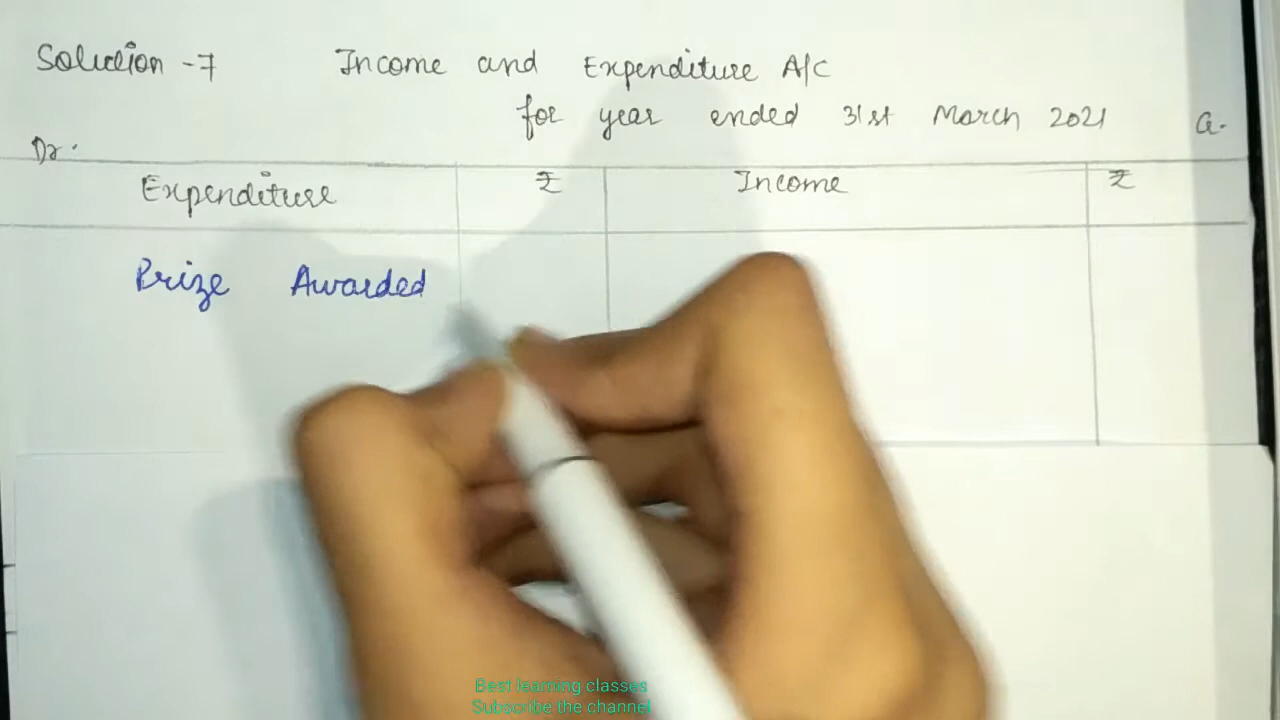 Solution -7 Income and Expenditure A/C
for year ended 31st March 2021
Dr. Cr.
Expenditure ₹ Income ₹
Prize Awarded
Best learning classes
Subscribe the channel